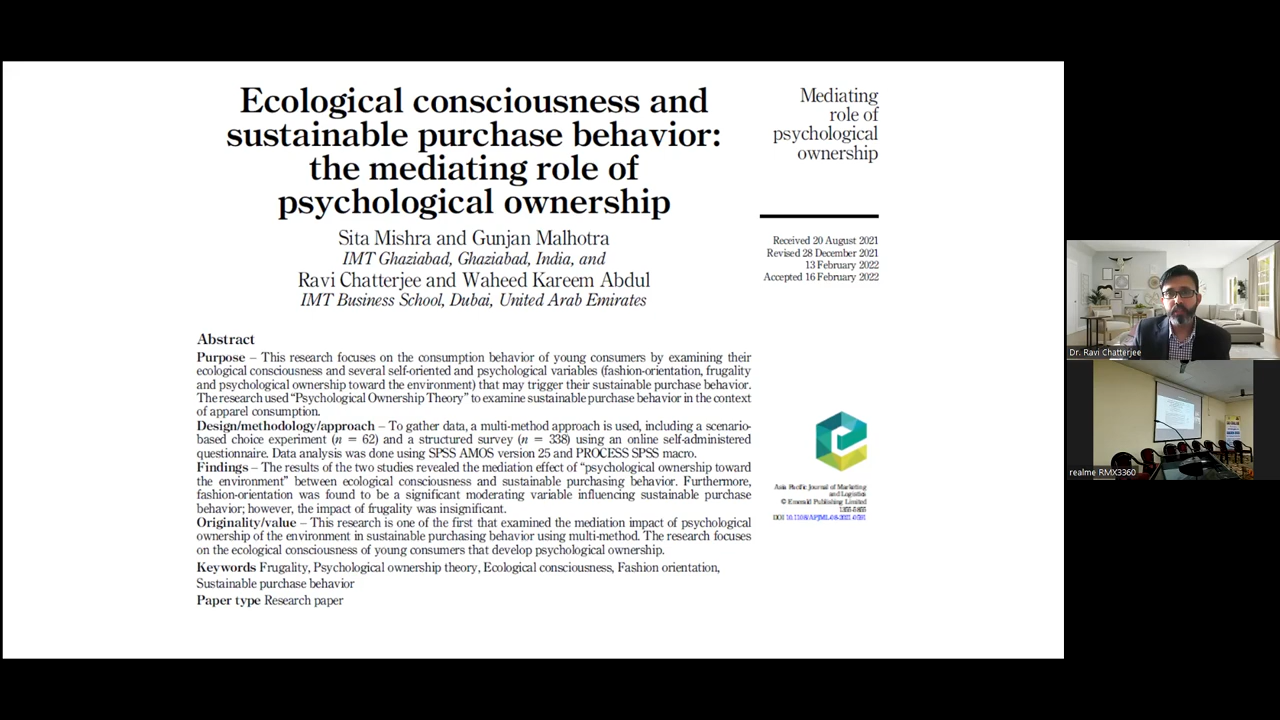 Ecological consciousness and
sustainable purchase behavior:
the mediating role of
psychological ownership
Sita Mishra and Gunjan Malhotra
IMT Ghaziabad, Ghaziabad, India, and
Ravi Chatterjee and Waheed Kareem Abdul
IMT Business School, Dubai, United Arab Emirates
Abstract
Purpose – This research focuses on the consumption behavior of young consumers by examining their
ecological consciousness and several self-oriented and psychological variables (fashion-orientation, frugality
and psychological ownership toward the environment) that may trigger their sustainable purchase behavior.
The research used "Psychological Ownership Theory" to examine sustainable purchase behavior in the context
of apparel consumption.
Design/methodology/approach – To gather data, a multi-method approach is used, including a scenario-
based choice experiment (n = 62) and a structured survey (n = 338) using an online self-administered
questionnaire. Data analysis was done using SPSS AMOS version 25 and PROCESS SPSS macro.
Findings – The results of the two studies revealed the mediation effect of "psychological ownership toward
the environment" between ecological consciousness and sustainable purchasing behavior. Furthermore,
fashion-orientation was found to be a significant moderating variable influencing sustainable purchase
behavior; however, the impact of frugality was insignificant.
Originality/value – This research is one of the first that examined the mediation impact of psychological
ownership of the environment in sustainable purchasing behavior using multi-method. The research focuses
on the ecological consciousness of young consumers that develop psychological ownership.
Keywords Frugality, Psychological ownership theory, Ecological consciousness, Fashion orientation,
Sustainable purchase behavior
Paper type Research paper
Mediating
role of
psychological
ownership
Received 20 August 2021
Revised 28 December 2021
13 February 2022
Accepted 16 February 2022
Asia Pacific Journal of Marketing
and Logistics
© Emerald Publishing Limited
1355-5855
DOI 10.1108/APJML-08-2021-0591
Dr. Ravi Chatterjee
realme RMX3360